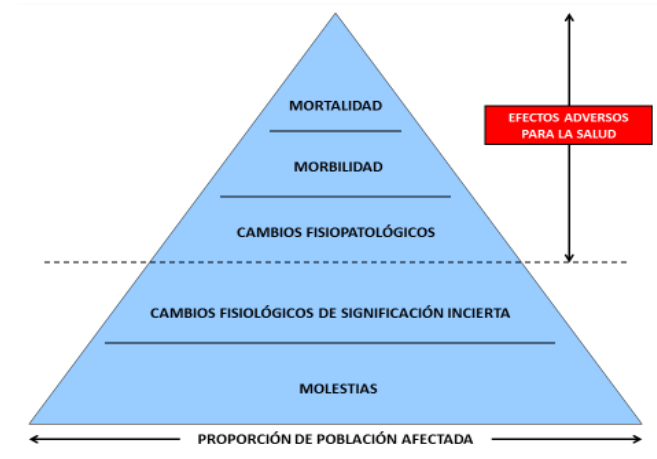 MORTALIDAD
EFECTOS ADVERSOS
PARA LA SALUD
MORBILIDAD
CAMBIOS FISIOPATOLÓGICOS
CAMBIOS FISIOLÓGICOS DE SIGNIFICACIÓN INCIERTA
MOLESTIAS
PROPORCIÓN DE POBLACIÓN AFECTADA